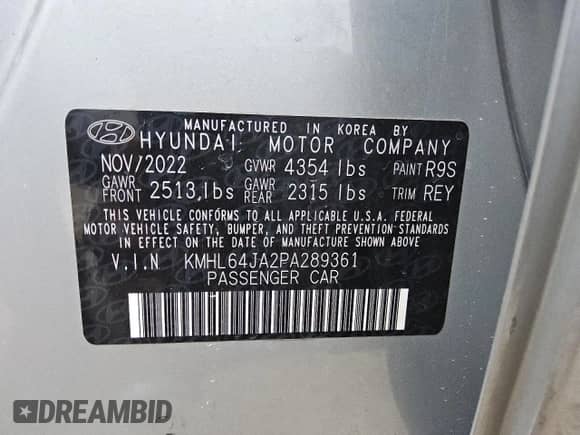 MANUFACTURED IN KOREA BY
HYUNDAI MOTOR COMPANY
NOV/2022 GVWR 4354 lbs PAINT R9S
GAWR FRONT 2513 lbs GAWR REAR 2315 lbs TRIM REY
THIS VEHICLE CONFORMS TO ALL APPLICABLE U.S.A. FEDERAL
MOTOR VEHICLE SAFETY, BUMPER, AND THEFT PREVENTION STANDARDS
IN EFFECT ON THE DATE OF MANUFACTURE SHOWN ABOVE.
V.I.N KMHL64JA2PA289361
PASSENGER CAR
DREAMBID